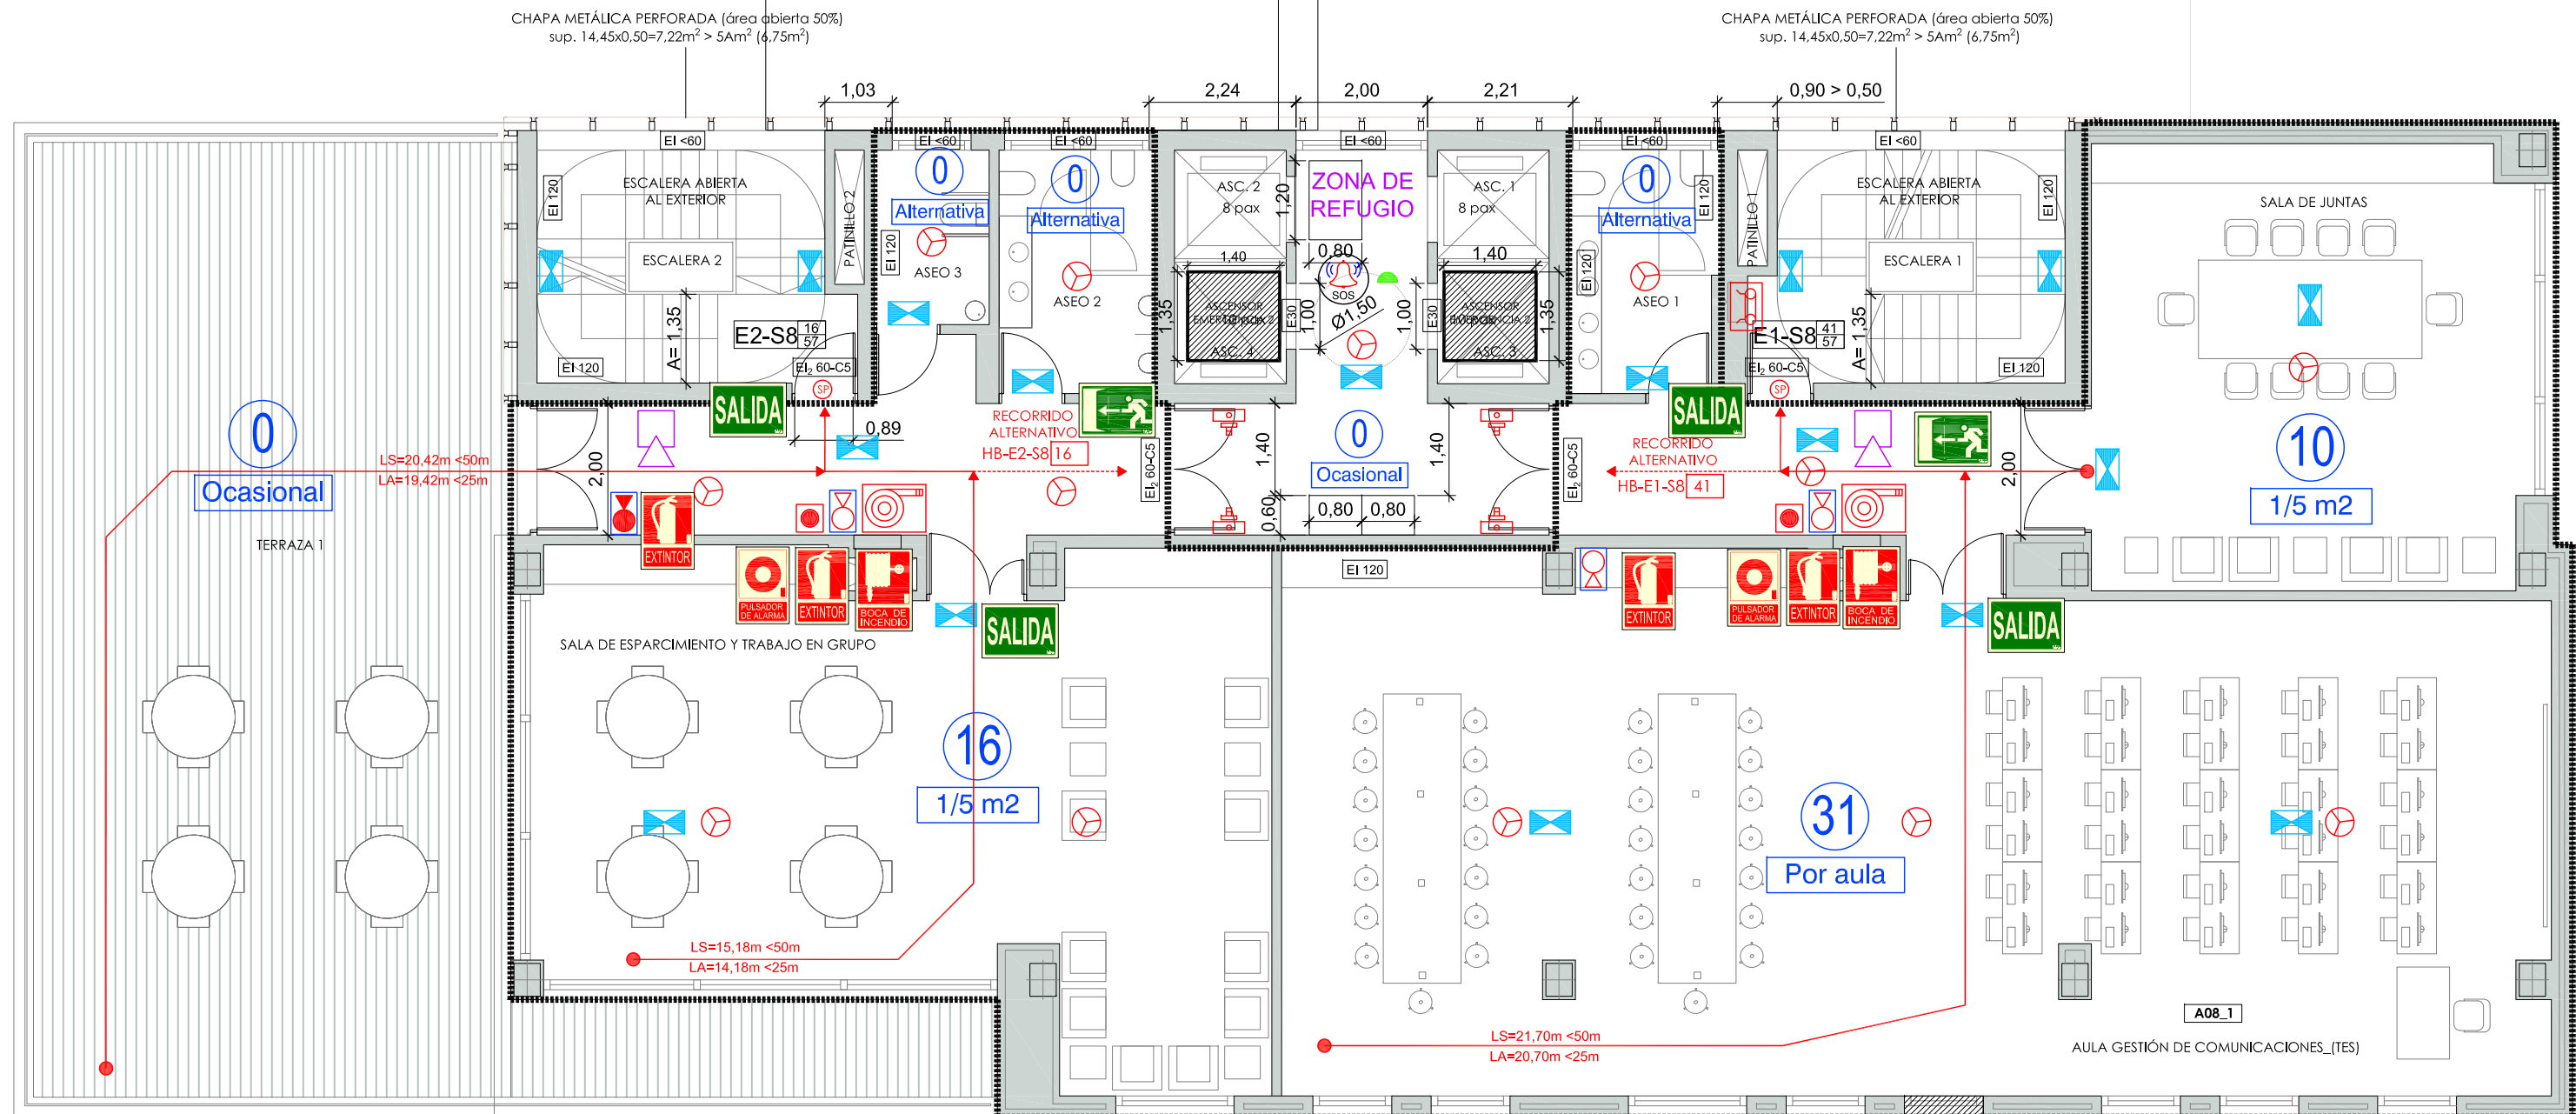 CHAPA METÁLICA PERFORADA (área abierta 50%)
sup. 14,45x0,50=7,22m² > 5Am² (6,75m²)
CHAPA METÁLICA PERFORADA (área abierta 50%)
sup. 14,45x0,50=7,22m² > 5Am² (6,75m²)
1,03
2,24
2,00
2,21
0,90 > 0,50
EI <60
EI <60
EI <60
EI <60
EI <60
EI <60
ESCALERA ABIERTA
AL EXTERIOR
EI 120
ESCALERA 2
PATINILLO 2
A= 1,35
E2-S8
16
57
EI 120
EI₂ 60-C5
SP
0
Alternativa
EI 120
ASEO 3
0
Alternativa
ASEO 2
ASC. 2
8 pax
1,20
ZONA DE
REFUGIO
ASC. 1
8 pax
1,40
0,80
1,40
SOS
Ø1,50
1,35
ASCENSOR
ASC. 4
E30
1,00
1,00
E30
ASCENSOR
EMERGENCIA 2
ASC. 3
1,35
0
Alternativa
EI 120
EI 120
ASEO 1
PATINILLO 1
ESCALERA ABIERTA
AL EXTERIOR
EI 120
ESCALERA 1
E1-S8
41
57
A= 1,35
EI₂ 60-C5
EI 120
SP
SALA DE JUNTAS
10
1/5 m2
0
Ocasional
TERRAZA 1
LS=20,42m <50m
LA=19,42m <25m
2,00
SALIDA
0,89
RECORRIDO
ALTERNATIVO
HB-E2-S8 16
EI₂ 60-C5
1,40
0
Ocasional
1,40
0,60
0,80
0,80
EI₂ 60-C5
SALIDA
RECORRIDO
ALTERNATIVO
HB-E1-S8 41
2,00
EXTINTOR
PULSADOR
DE ALARMA
EXTINTOR
BOCA DE
INCENDIO
SALIDA
EI 120
EXTINTOR
PULSADOR
DE ALARMA
EXTINTOR
BOCA DE
INCENDIO
SALIDA
SALA DE ESPARCIMIENTO Y TRABAJO EN GRUPO
16
1/5 m2
31
Por aula
LS=15,18m <50m
LA=14,18m <25m
LS=21,70m <50m
LA=20,70m <25m
A08_1
AULA GESTIÓN DE COMUNICACIONES_(TES)